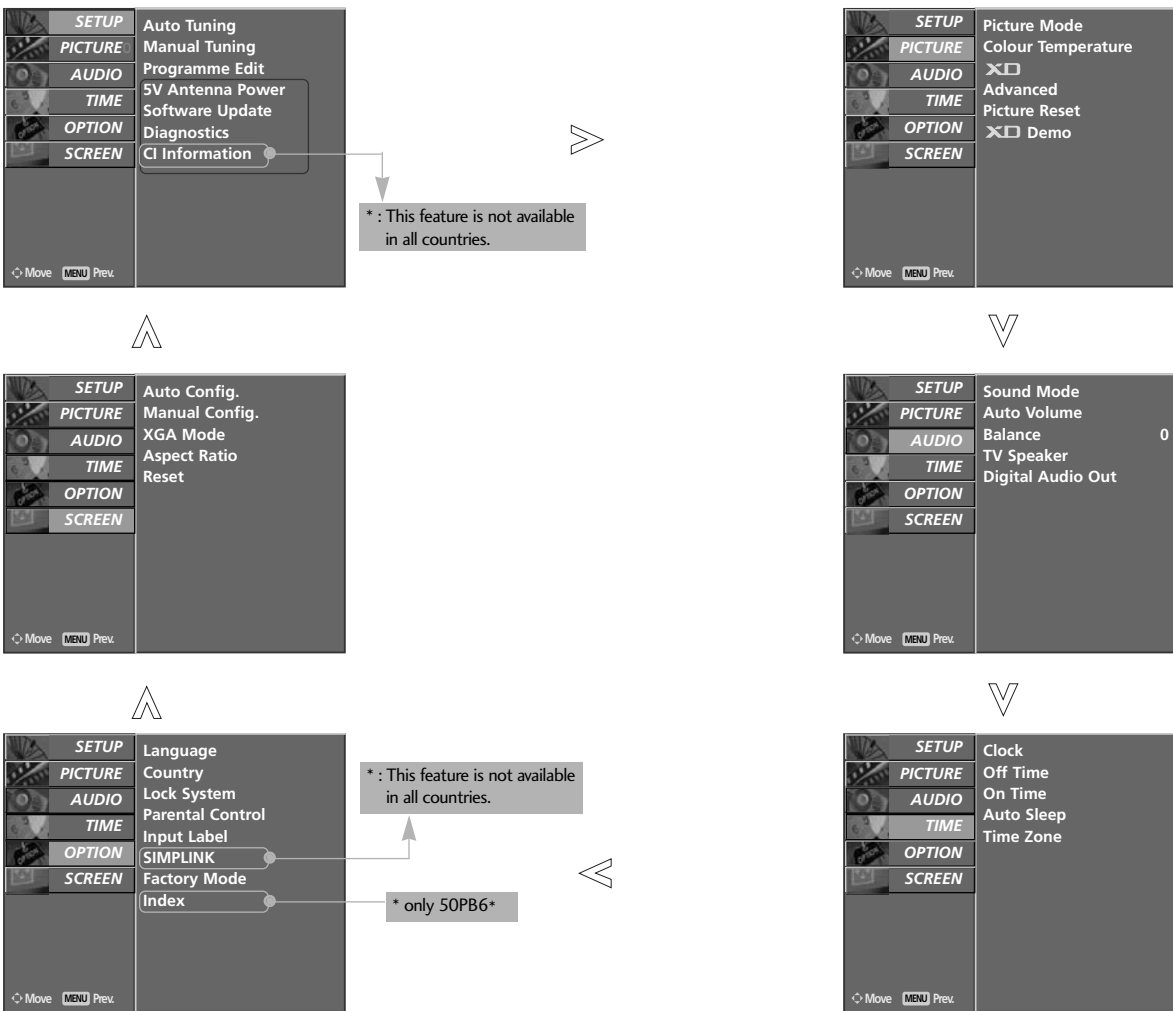 SETUP
PICTURE
AUDIO
TIME
OPTION
SCREEN
Auto Tuning
Manual Tuning
Programme Edit
5V Antenna Power
Software Update
Diagnostics
CI Information
Move MENU Prev.
* : This feature is not available
in all countries.
SETUP
PICTURE
AUDIO
TIME
OPTION
SCREEN
Picture Mode
Colour Temperature
XD
Advanced
Picture Reset
XD Demo
Move MENU Prev.
SETUP
PICTURE
AUDIO
TIME
OPTION
SCREEN
Auto Config.
Manual Config.
XGA Mode
Aspect Ratio
Reset
Move MENU Prev.
SETUP
PICTURE
AUDIO
TIME
OPTION
SCREEN
Sound Mode
Auto Volume
Balance 0
TV Speaker
Digital Audio Out
Move MENU Prev.
SETUP
PICTURE
AUDIO
TIME
OPTION
SCREEN
Language
Country
Lock System
Parental Control
Input Label
SIMPLINK
Factory Mode
Index
Move MENU Prev.
* : This feature is not available
in all countries.
* only 50PB6*
SETUP
PICTURE
AUDIO
TIME
OPTION
SCREEN
Clock
Off Time
On Time
Auto Sleep
Time Zone
Move MENU Prev.